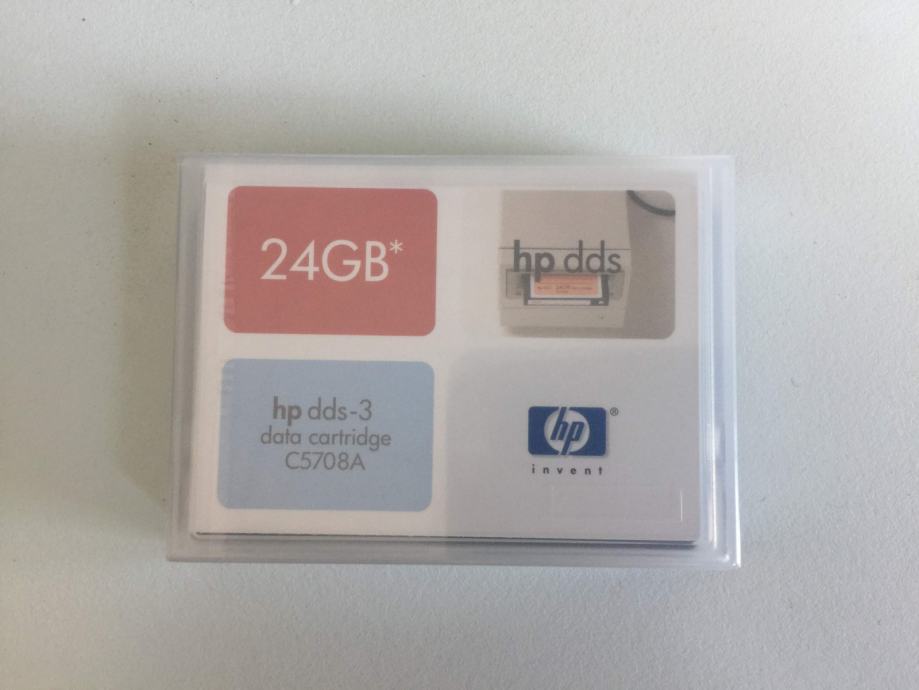 24GB*
hp dds
hp dds-3
data cartridge
C5708A
hp ®
invent